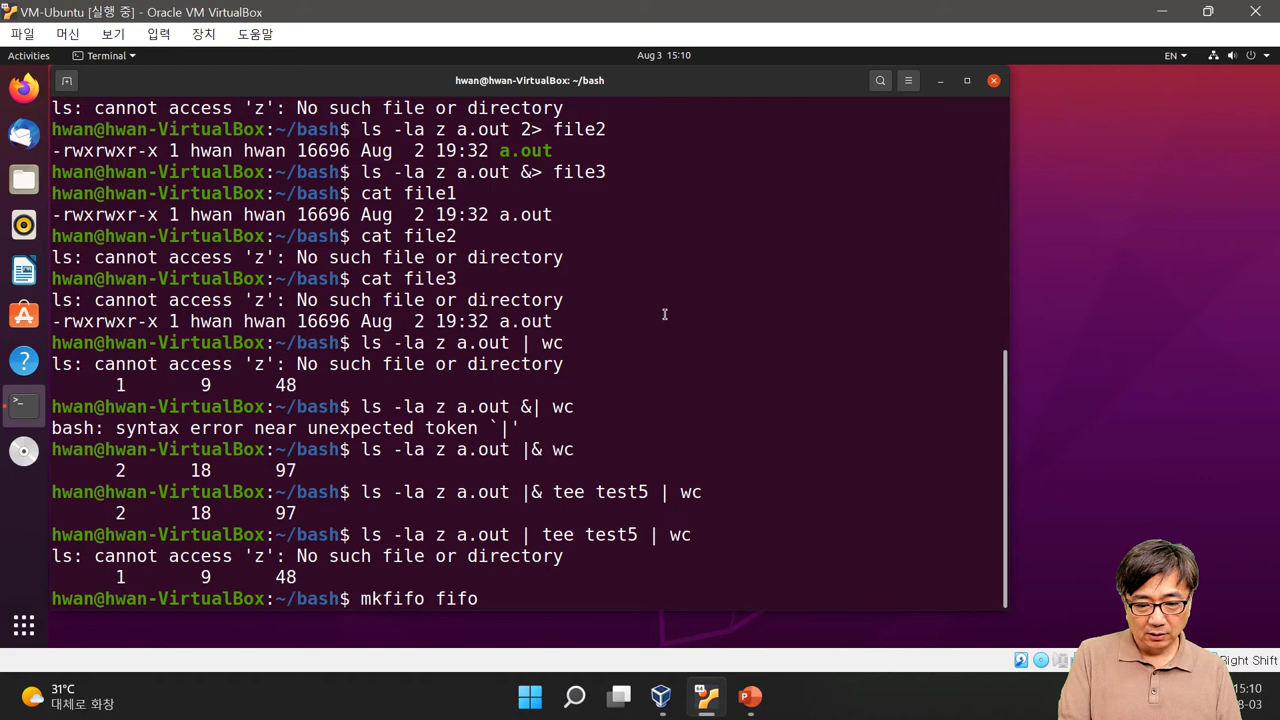 VM-Ubuntu [실행 중] - Oracle VM VirtualBox
파일 머신 보기 입력 장치 도움말
Activities Terminal Aug 3 15:10 EN
hwan@hwan-VirtualBox: ~/bash
ls: cannot access 'z': No such file or directory
hwan@hwan-VirtualBox:~/bash$ ls -la z a.out 2> file2
-rwxrwxr-x 1 hwan hwan 16696 Aug  2 19:32 a.out
hwan@hwan-VirtualBox:~/bash$ ls -la z a.out &> file3
hwan@hwan-VirtualBox:~/bash$ cat file1
-rwxrwxr-x 1 hwan hwan 16696 Aug  2 19:32 a.out
hwan@hwan-VirtualBox:~/bash$ cat file2
ls: cannot access 'z': No such file or directory
hwan@hwan-VirtualBox:~/bash$ cat file3
ls: cannot access 'z': No such file or directory
-rwxrwxr-x 1 hwan hwan 16696 Aug  2 19:32 a.out
hwan@hwan-VirtualBox:~/bash$ ls -la z a.out | wc
ls: cannot access 'z': No such file or directory
      1       9      48
hwan@hwan-VirtualBox:~/bash$ ls -la z a.out &| wc
bash: syntax error near unexpected token `|'
hwan@hwan-VirtualBox:~/bash$ ls -la z a.out |& wc
      2      18      97
hwan@hwan-VirtualBox:~/bash$ ls -la z a.out |& tee test5 | wc
      2      18      97
hwan@hwan-VirtualBox:~/bash$ ls -la z a.out | tee test5 | wc
ls: cannot access 'z': No such file or directory
      1       9      48
hwan@hwan-VirtualBox:~/bash$ mkfifo fifo
Right Shift
31°C
대체로 화창
15:10
8-03